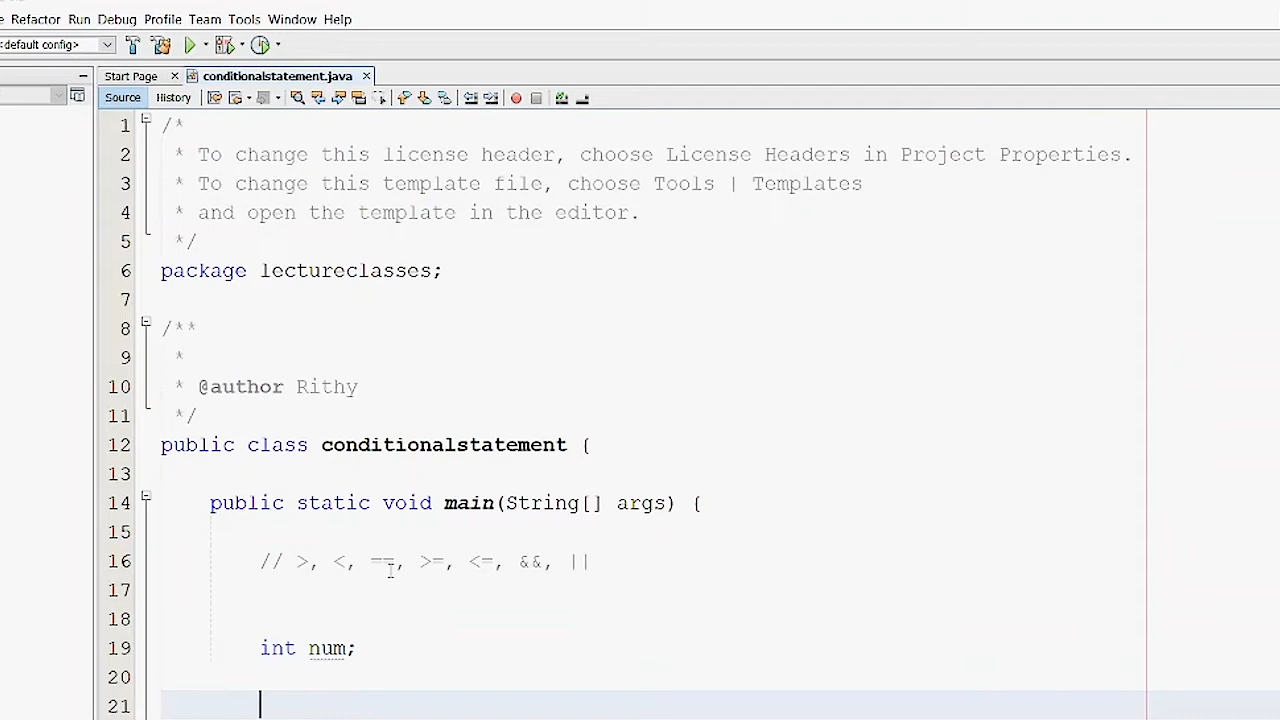 Refactor Run Debug Profile Team Tools Window Help
<default config>
Start Page conditionalstatement.java
Source History
1 /*
2 * To change this license header, choose License Headers in Project Properties.
3 * To change this template file, choose Tools | Templates
4 * and open the template in the editor.
5 */
6 package lectureclasses;
7
8 /**
9 *
10 * @author Rithy
11 */
12 public class conditionalstatement {
13
14 public static void main(String[] args) {
15
16 // >, <, ==, >=, <=, &&, ||
17
18
19 int num;
20
21